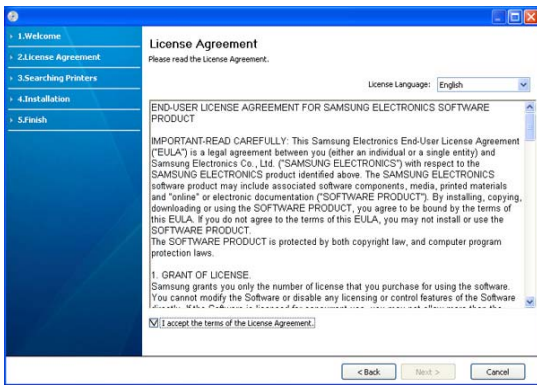 1.Welcome
2.License Agreement
3.Searching Printers
4.Installation
5.Finish
License Agreement
Please read the License Agreement.
License Language: English
END-USER LICENSE AGREEMENT FOR SAMSUNG ELECTRONICS SOFTWARE
PRODUCT
IMPORTANT-READ CAREFULLY: This Samsung Electronics End-User License Agreement
("EULA") is a legal agreement between you (either an individual or a single entity) and
Samsung Electronics Co., Ltd. ("SAMSUNG ELECTRONICS") with respect to the
SAMSUNG ELECTRONICS product identified above. The SAMSUNG ELECTRONICS
software product may include associated software components, media, printed materials
and "online" or electronic documentation ("SOFTWARE PRODUCT"). By installing, copying,
downloading or using the SOFTWARE PRODUCT, you agree to be bound by the terms of
this EULA. If you do not agree to the terms of this EULA, you may not install or use the
SOFTWARE PRODUCT.
The SOFTWARE PRODUCT is protected by both copyright law, and computer program
protection laws.
1. GRANT OF LICENSE.
Samsung grants you only the number of license that you purchase for using the software.
You cannot modify the Software or disable any licensing or control features of the Software
I accept the terms of the License Agreement.
< Back
Next >
Cancel